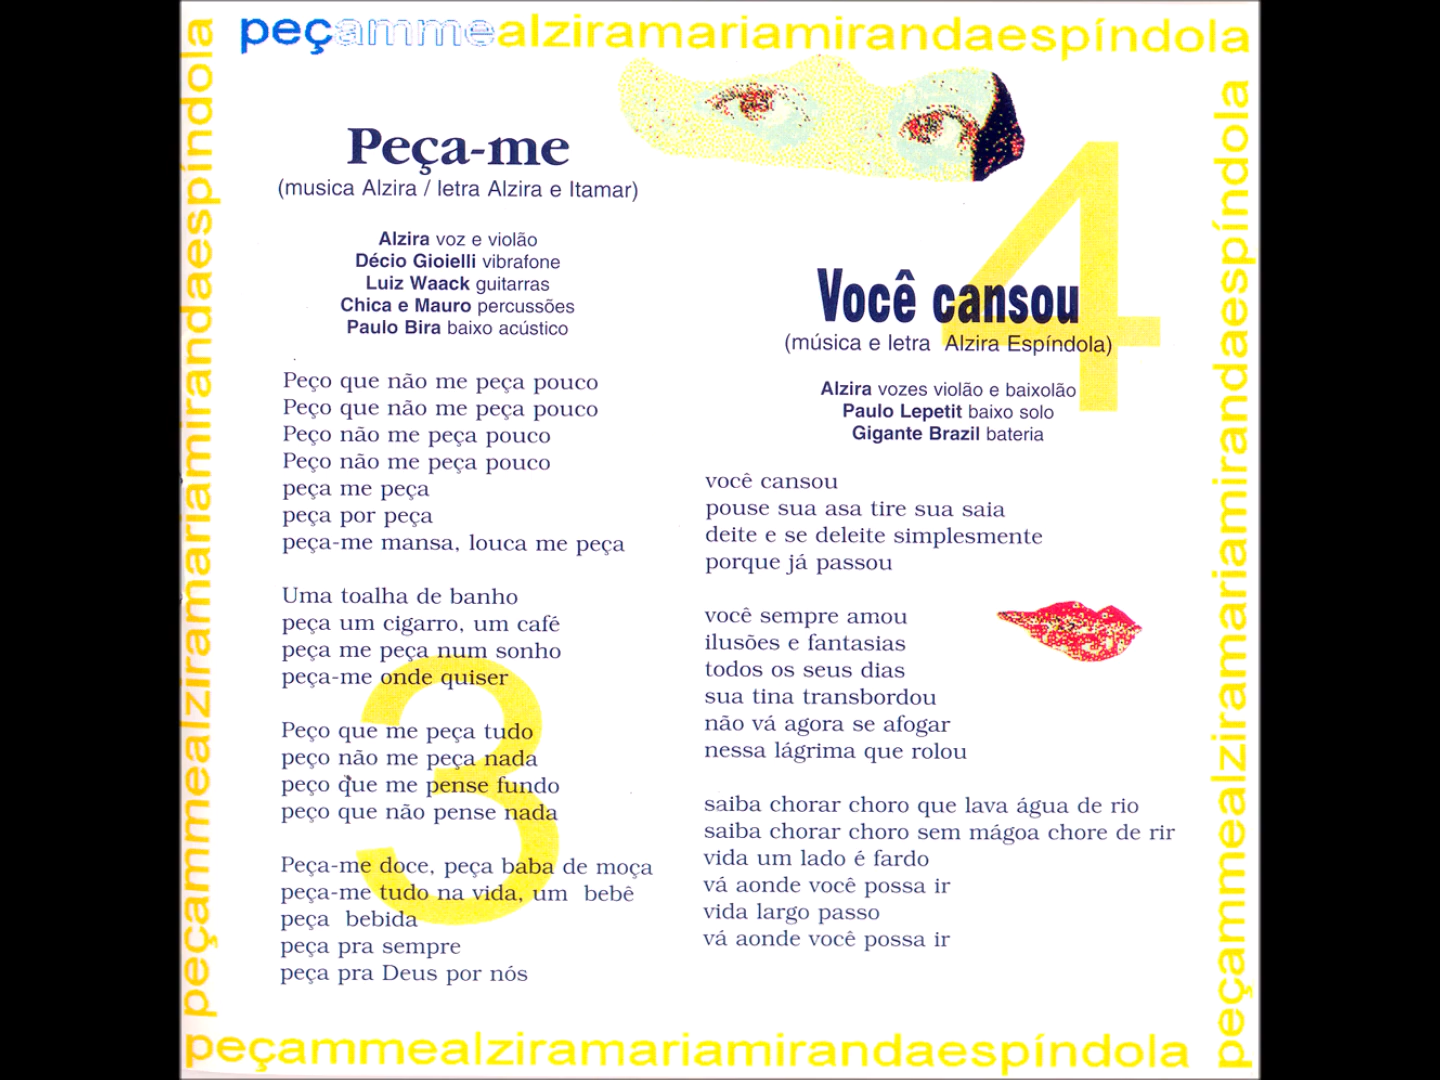 peçammealziramariamirandaespíndola
peçammealziramariamirandaespíndola
Peça-me
(musica Alzira / letra Alzira e Itamar)
Alzira voz e violão
Décio Gioielli vibrafone
Luiz Waack guitarras
Chica e Mauro percussões
Paulo Bira baixo acústico
Peço que não me peça pouco
Peço que não me peça pouco
Peço não me peça pouco
Peço não me peça pouco
peça me peça
peça por peça
peça-me mansa, louca me peça
Uma toalha de banho
peça um cigarro, um café
peça me peça num sonho
peça-me onde quiser
Peço que me peça tudo
peço não me peça nada
peço que me pense fundo
peço que não pense nada
Peça-me doce, peça baba de moça
peça-me tudo na vida, um bebê
peça bebida
peça pra sempre
peça pra Deus por nós
3
4
Você cansou
(música e letra Alzira Espíndola)
Alzira vozes violão e baixolão
Paulo Lepetit baixo solo
Gigante Brazil bateria
você cansou
pouse sua asa tire sua saia
deite e se deleite simplesmente
porque já passou
você sempre amou
ilusões e fantasias
todos os seus dias
sua tina transbordou
não vá agora se afogar
nessa lágrima que rolou
saiba chorar choro que lava água de rio
saiba chorar choro sem mágoa chore de rir
vida um lado é fardo
vá aonde você possa ir
vida largo passo
vá aonde você possa ir
peçammealziramariamirandaespíndola
peçammealziramariamirandaespíndola